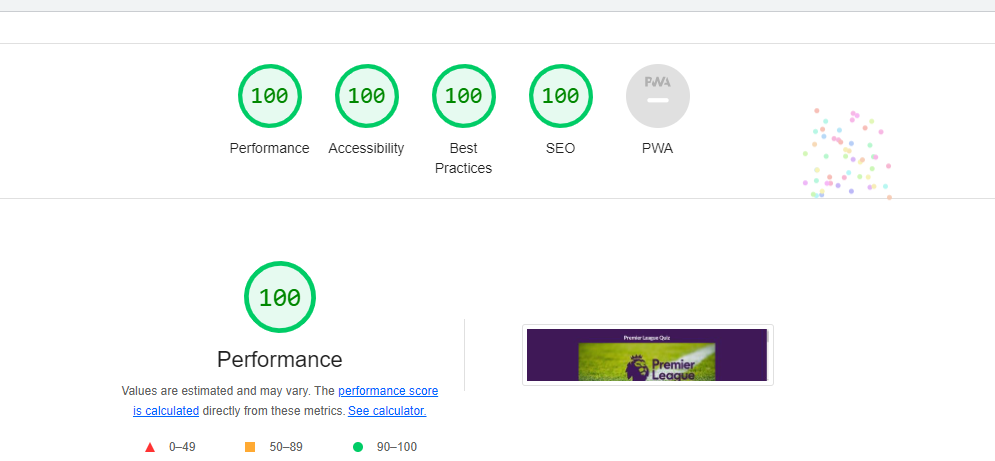 100
100
100
100
PWA
Performance
Accessibility
Best
Practices
SEO
PWA
100
Performance
Values are estimated and may vary. The performance score
is calculated directly from these metrics. See calculator.
0–49
50–89
90–100
Premier League Quiz
Premier
League